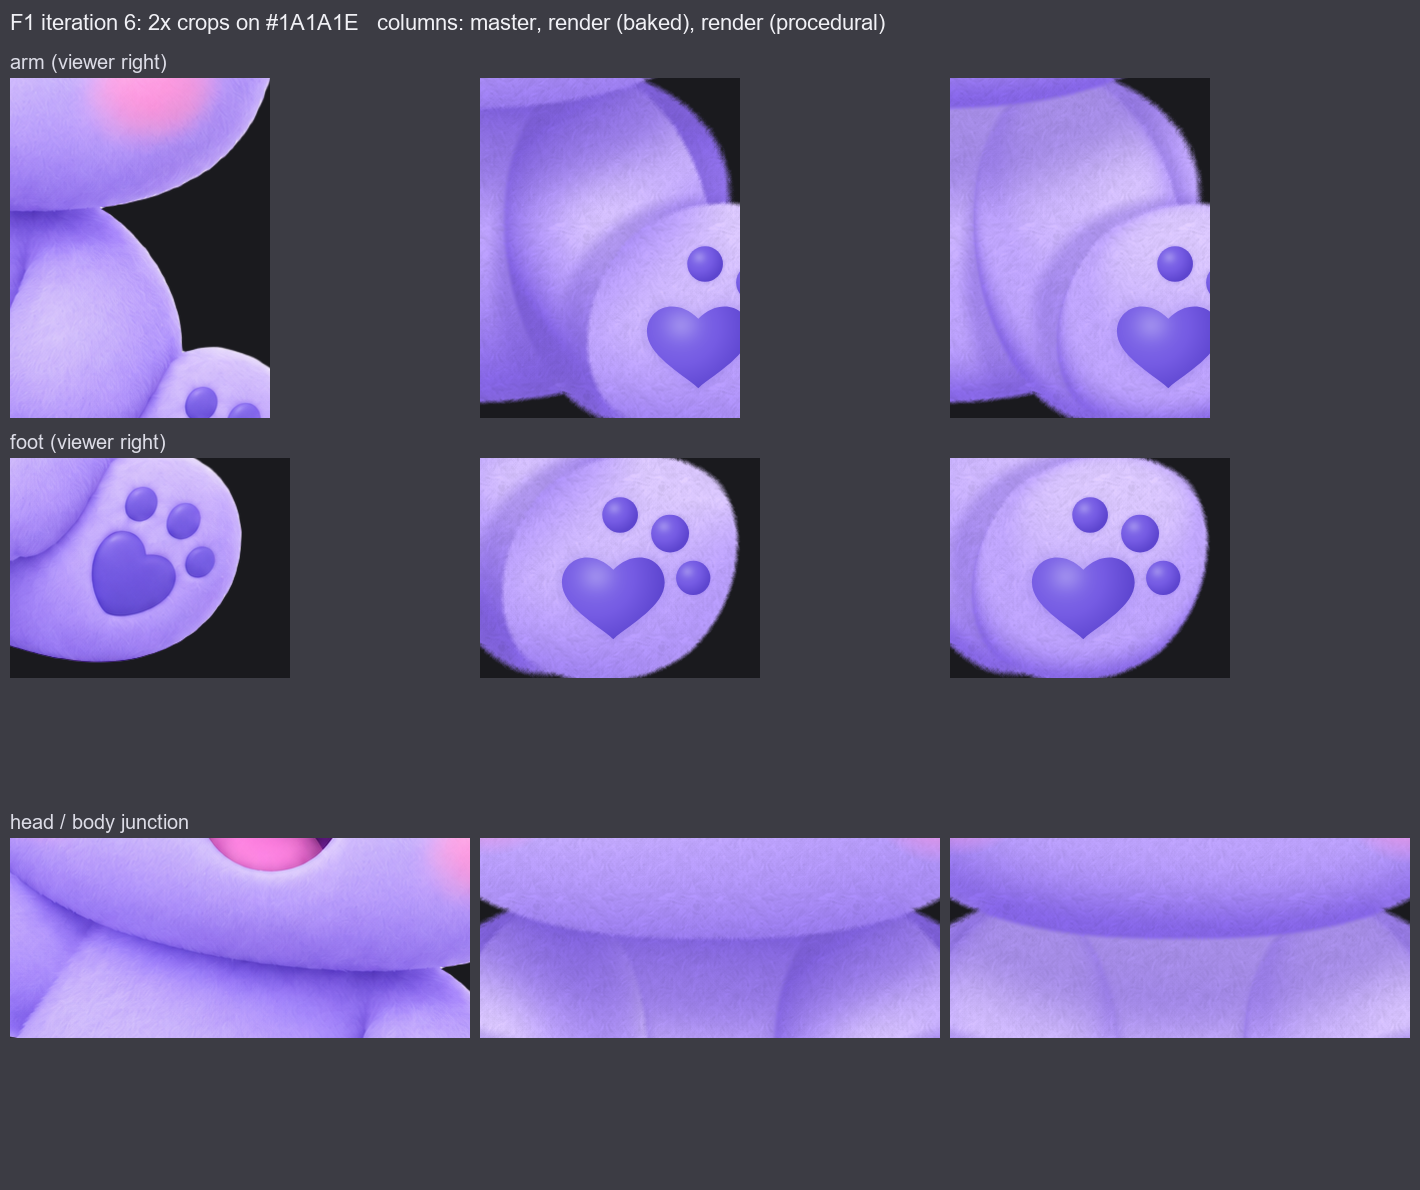 F1 iteration 6: 2x crops on #1A1A1E   columns: master, render (baked), render (procedural)
arm (viewer right)
foot (viewer right)
head / body junction